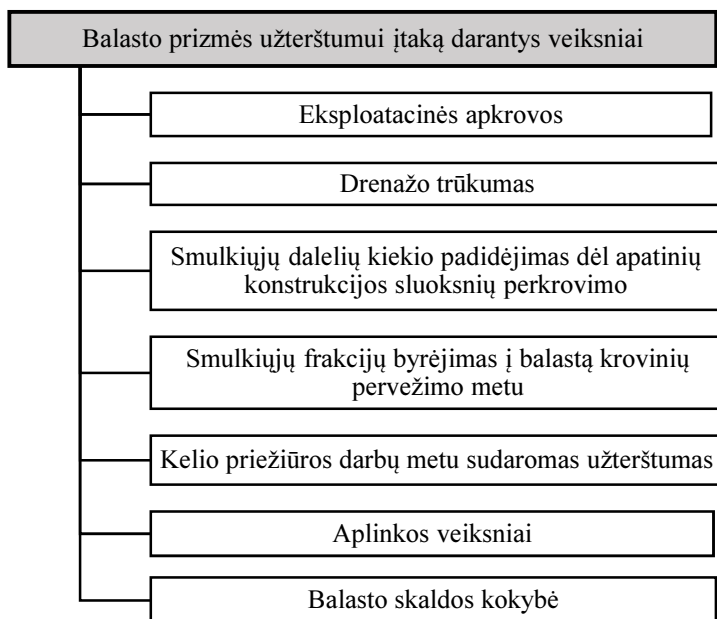 Balasto prizmės užterštumui įtaką darantys veiksniai
Eksploatacinės apkrovos
Drenažo trūkumas
Smulkiųjų dalelių kiekio padidėjimas dėl apatinių
konstrukcijos sluoksnių perkrovimo
Smulkiųjų frakcijų byrėjimas į balastą krovinių
pervežimo metu
Kelio priežiūros darbų metu sudaromas užterštumas
Aplinkos veiksniai
Balasto skaldos kokybė